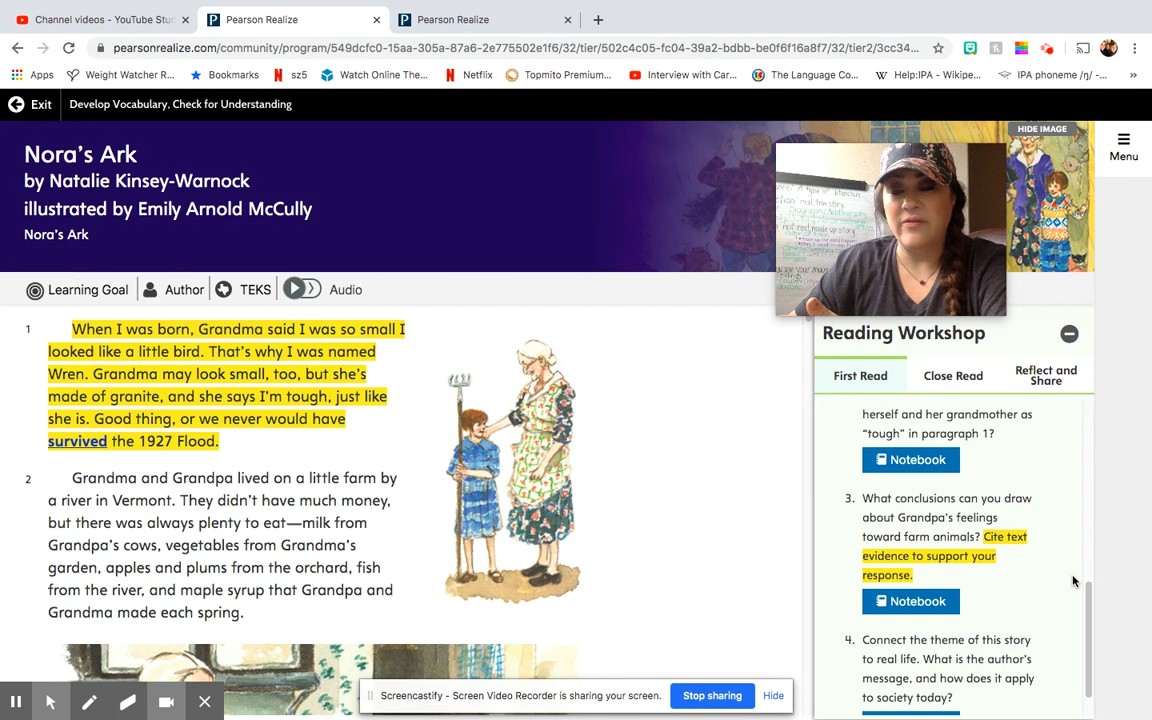 Channel videos - YouTube Stu
Pearson Realize
Pearson Realize
pearsonrealize.com/community/program/549dcfc0-15aa-305a-87a6-2e775502e1f6/32/tier/502c4c05-fc04-39a2-bdbb-be0f6f16a8f7/32/tier2/3cc34...
Apps
Weight Watcher R...
Bookmarks
sz5
Watch Online The...
Netflix
Topmito Premium...
Interview with Car...
The Language Co...
Help:IPA - Wikipe...
IPA phoneme /ŋ/ -...
Exit
Develop Vocabulary, Check for Understanding
HIDE IMAGE
Menu
Nora's Ark
by Natalie Kinsey-Warnock
illustrated by Emily Arnold McCully
Nora's Ark
Learning Goal
Author
TEKS
Audio
1
When I was born, Grandma said I was so small I
looked like a little bird. That's why I was named
Wren. Grandma may look small, too, but she's
made of granite, and she says I'm tough, just like
she is. Good thing, or we never would have
survived the 1927 Flood.
2
Grandma and Grandpa lived on a little farm by
a river in Vermont. They didn't have much money,
but there was always plenty to eat—milk from
Grandpa's cows, vegetables from Grandma's
garden, apples and plums from the orchard, fish
from the river, and maple syrup that Grandpa and
Grandma made each spring.
Reading Workshop
First Read
Close Read
Reflect and
Share
herself and her grandmother as
"tough" in paragraph 1?
Notebook
3. What conclusions can you draw
about Grandpa's feelings
toward farm animals? Cite text
evidence to support your
response.
Notebook
4. Connect the theme of this story
to real life. What is the author's
message, and how does it apply
to society today?
Screencastify - Screen Video Recorder is sharing your screen.
Stop sharing
Hide